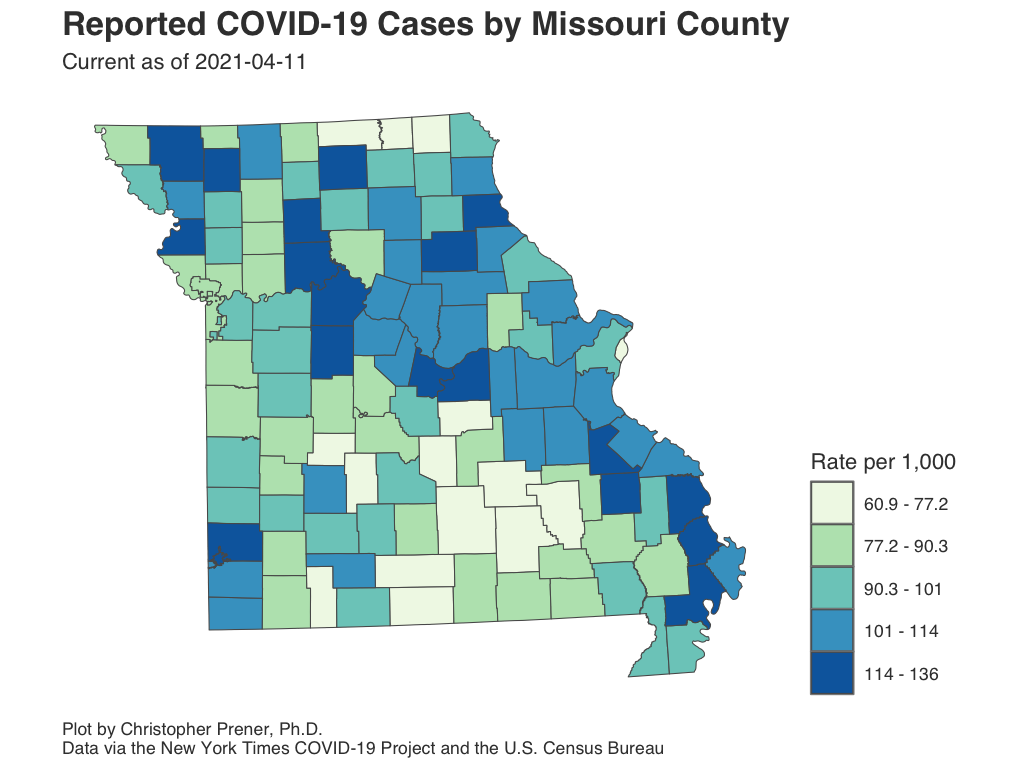 Reported COVID-19 Cases by Missouri County
Current as of 2021-04-11
Rate per 1,000
60.9 - 77.2
77.2 - 90.3
90.3 - 101
101 - 114
114 - 136
Plot by Christopher Prener, Ph.D.
Data via the New York Times COVID-19 Project and the U.S. Census Bureau